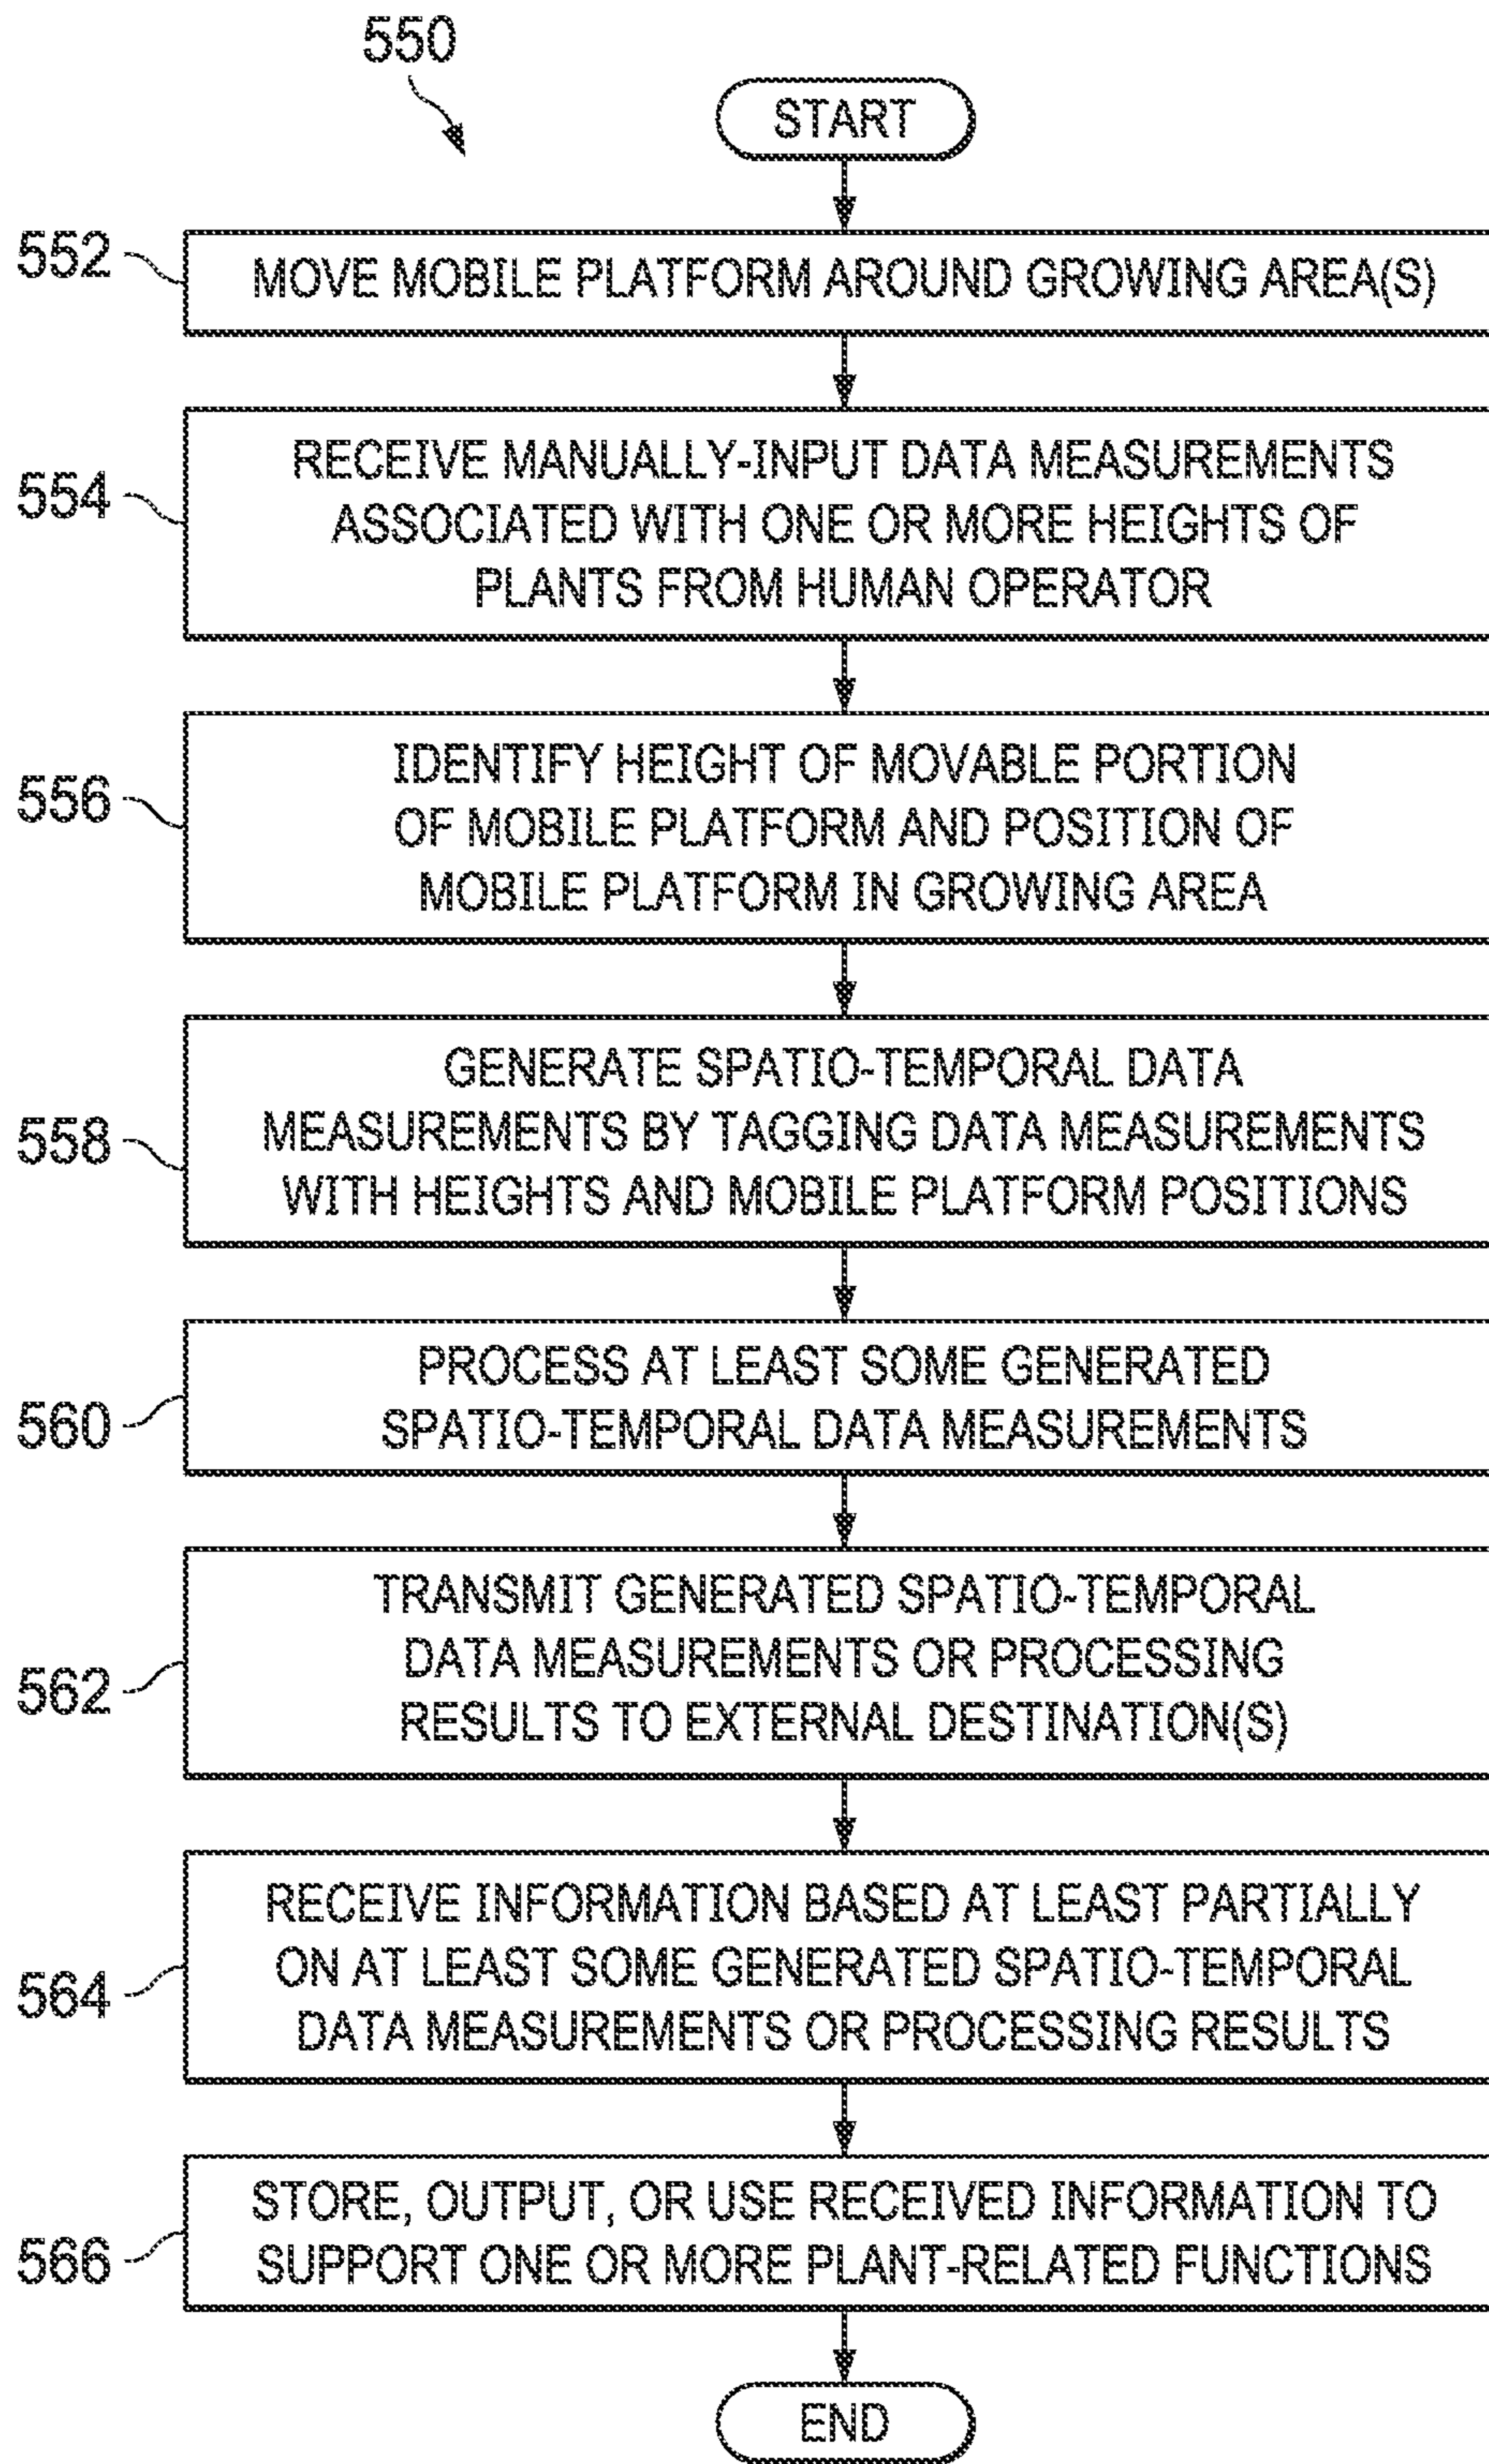 550
START
552
MOVE MOBILE PLATFORM AROUND GROWING AREA(S)
554
RECEIVE MANUALLY-INPUT DATA MEASUREMENTS
ASSOCIATED WITH ONE OR MORE HEIGHTS OF
PLANTS FROM HUMAN OPERATOR
556
IDENTIFY HEIGHT OF MOVABLE PORTION
OF MOBILE PLATFORM AND POSITION OF
MOBILE PLATFORM IN GROWING AREA
558
GENERATE SPATIO-TEMPORAL DATA
MEASUREMENTS BY TAGGING DATA MEASUREMENTS
WITH HEIGHTS AND MOBILE PLATFORM POSITIONS
560
PROCESS AT LEAST SOME GENERATED
SPATIO-TEMPORAL DATA MEASUREMENTS
562
TRANSMIT GENERATED SPATIO-TEMPORAL
DATA MEASUREMENTS OR PROCESSING
RESULTS TO EXTERNAL DESTINATION(S)
564
RECEIVE INFORMATION BASED AT LEAST PARTIALLY
ON AT LEAST SOME GENERATED SPATIO-TEMPORAL
DATA MEASUREMENTS OR PROCESSING RESULTS
566
STORE, OUTPUT, OR USE RECEIVED INFORMATION TO
SUPPORT ONE OR MORE PLANT-RELATED FUNCTIONS
END